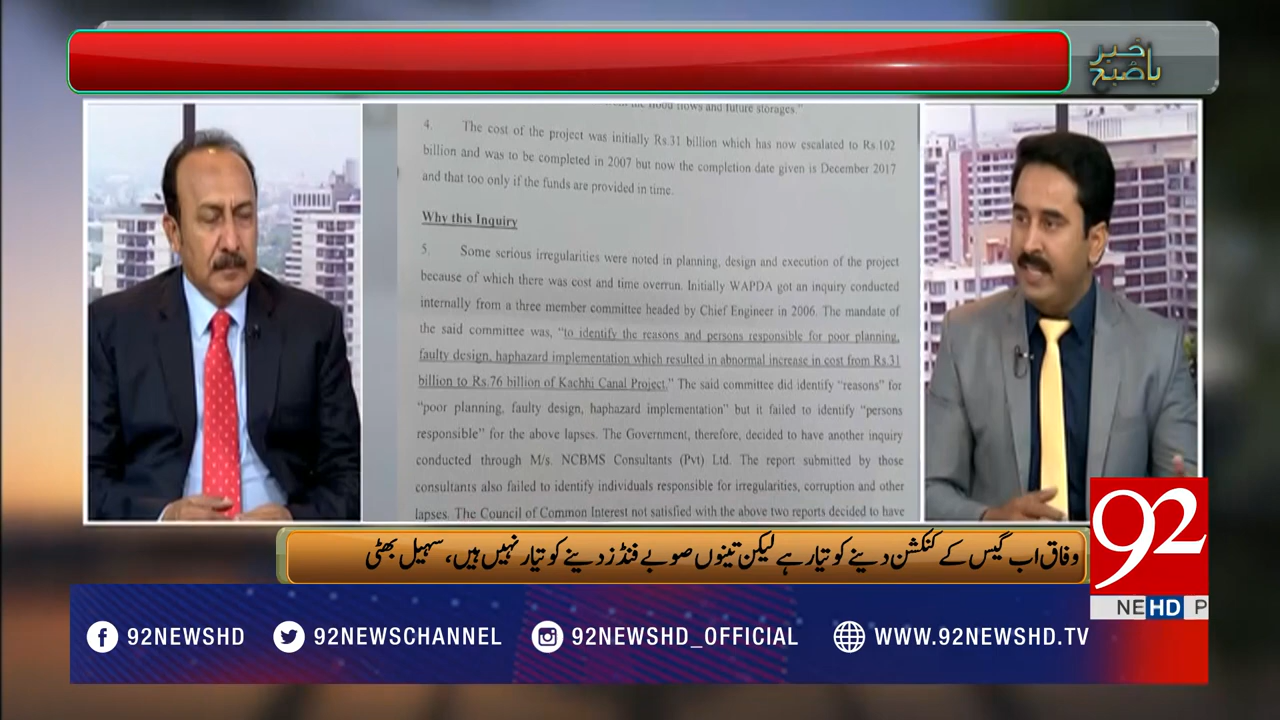 باخبر صبح
from the flood flows and future storages."
4. The cost of the project was initially Rs.31 billion which has now escalated to Rs.102
billion and was to be completed in 2007 but now the completion date given is December 2017
and that too only if the funds are provided in time.
Why this Inquiry
5. Some serious irregularities were noted in planning, design and execution of the project
because of which there was cost and time overrun. Initially WAPDA got an inquiry conducted
internally from a three member committee headed by Chief Engineer in 2006. The mandate of
the said committee was, "to identify the reasons and persons responsible for poor planning,
faulty design, haphazard implementation which resulted in abnormal increase in cost from Rs.31
billion to Rs.76 billion of Kachhi Canal Project." The said committee did identify "reasons" for
"poor planning, faulty design, haphazard implementation" but it failed to identify "persons
responsible" for the above lapses. The Government, therefore, decided to have another inquiry
conducted through M/s. NCBMS Consultants (Pvt) Ltd. The report submitted by those
consultants also failed to identify individuals responsible for irregularities, corruption and other
lapses. The Council of Common Interest not satisfied with the above two reports decided to have
92
NEHD P
وفاق اب گیس کے کنکشن دینے کو تیار ہے لیکن تینوں صوبے فنڈز دینے کو تیار نہیں ہیں، سہیل بھٹی
92NEWSHD 92NEWSCHANNEL 92NEWSHD_OFFICIAL WWW.92NEWSHD.TV